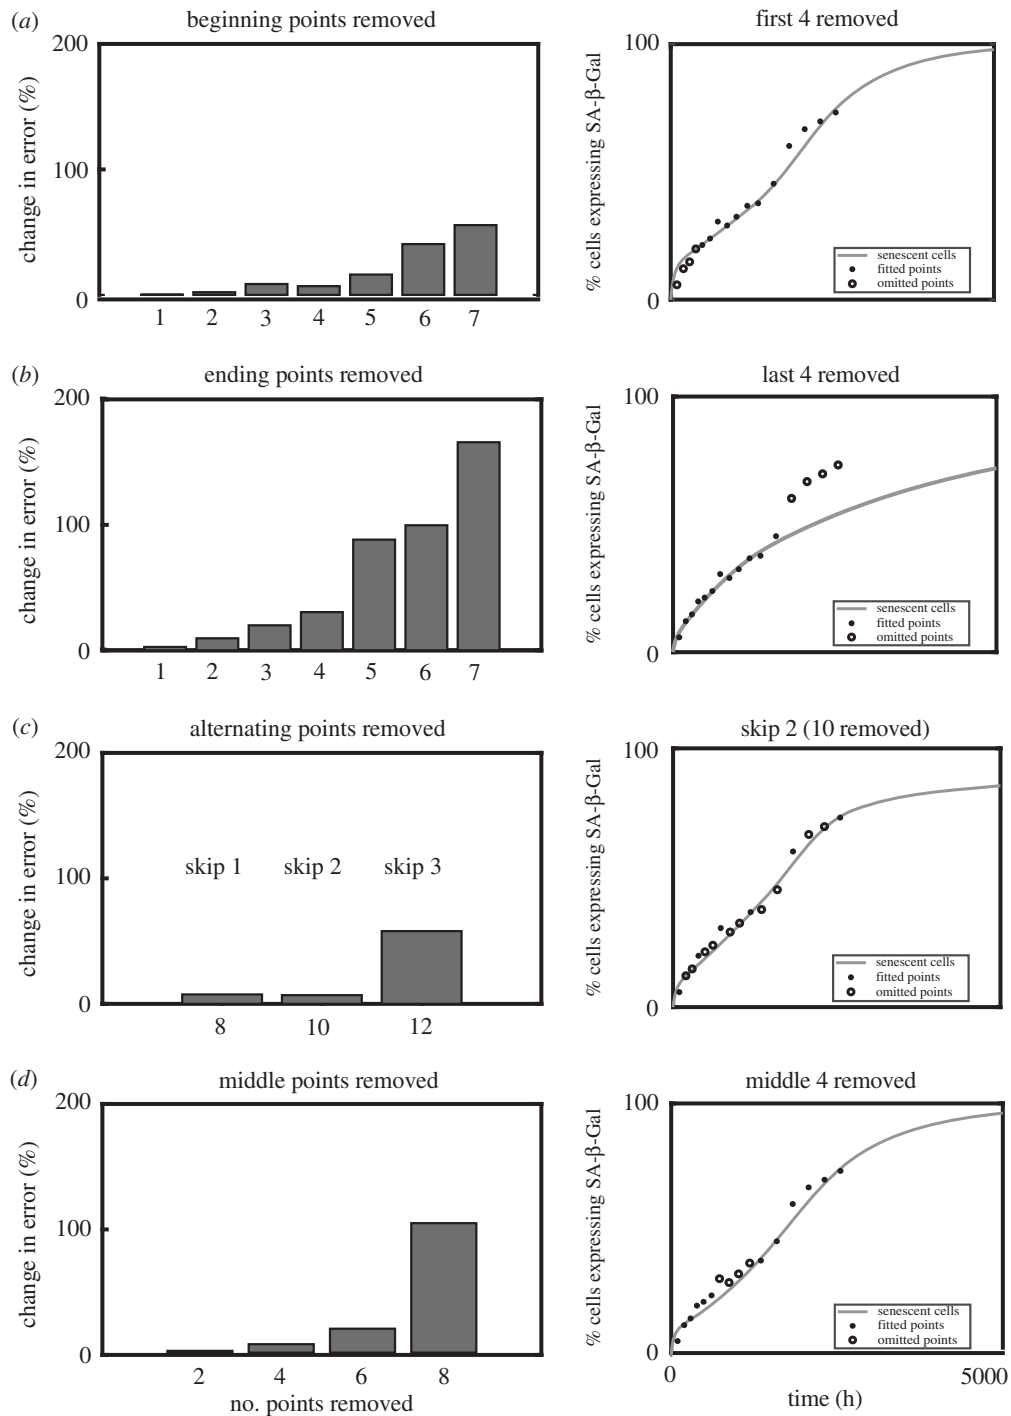 (a) beginning points removed
200
100
0
change in error (%)
1 2 3 4 5 6 7
first 4 removed
100
0
% cells expressing SA-β-Gal
senescent cells
fitted points
omitted points
(b) ending points removed
200
100
0
change in error (%)
1 2 3 4 5 6 7
last 4 removed
100
0
% cells expressing SA-β-Gal
senescent cells
fitted points
omitted points
(c) alternating points removed
200
100
0
change in error (%)
skip 1 skip 2 skip 3
8 10 12
skip 2 (10 removed)
100
0
% cells expressing SA-β-Gal
senescent cells
fitted points
omitted points
(d) middle points removed
200
100
0
change in error (%)
2 4 6 8
no. points removed
middle 4 removed
100
0
% cells expressing SA-β-Gal
senescent cells
fitted points
omitted points
0 5000
time (h)